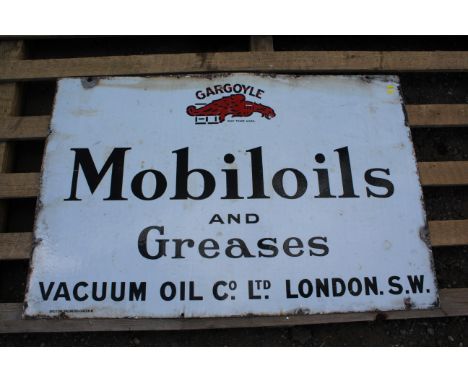 GARGOYLE
Mobiloils
AND
Greases
VACUUM OIL Co LTD LONDON. S.W.